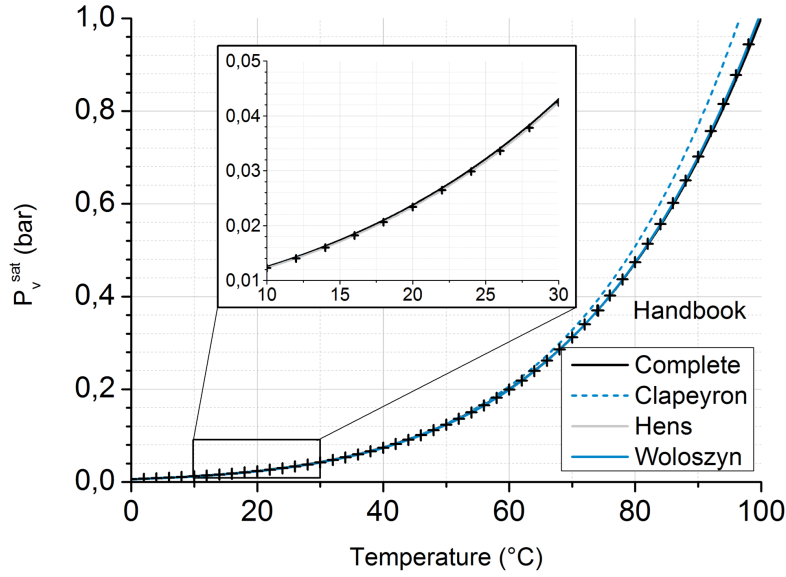 1,0
0,8
0,6
0,4
0,2
0,0
P_v^sat (bar)
0,05
0,04
0,03
0,02
0,01
10 15 20 25 30
Handbook
Complete
Clapeyron
Hens
Woloszyn
0 20 40 60 80 100
Temperature (°C)